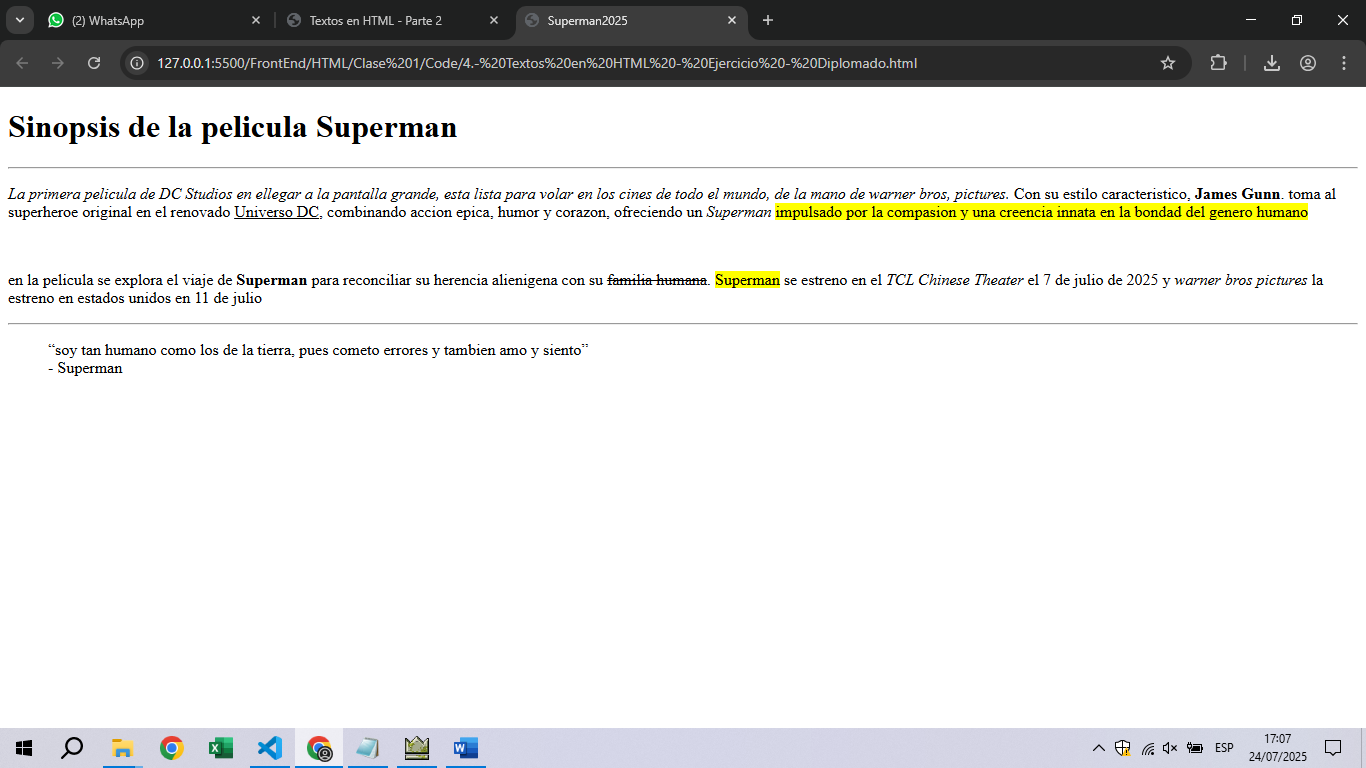 (2) WhatsApp
Textos en HTML - Parte 2
Superman2025
127.0.0.1:5500/FrontEnd/HTML/Clase%201/Code/4.-%20Textos%20en%20HTML%20-%20Ejercicio%20-%20Diplomado.html
Sinopsis de la pelicula Superman
La primera pelicula de DC Studios en ellegar a la pantalla grande, esta lista para volar en los cines de todo el mundo, de la mano de warner bros, pictures. Con su estilo caracteristico, James Gunn. toma al
superheroe original en el renovado Universo DC, combinando accion epica, humor y corazon, ofreciendo un Superman impulsado por la compasion y una creencia innata en la bondad del genero humano
en la pelicula se explora el viaje de Superman para reconciliar su herencia alienigena con su familia humana. Superman se estreno en el TCL Chinese Theater el 7 de julio de 2025 y warner bros pictures la
estreno en estados unidos en 11 de julio
“soy tan humano como los de la tierra, pues cometo errores y tambien amo y siento”
- Superman
ESP
17:07
24/07/2025